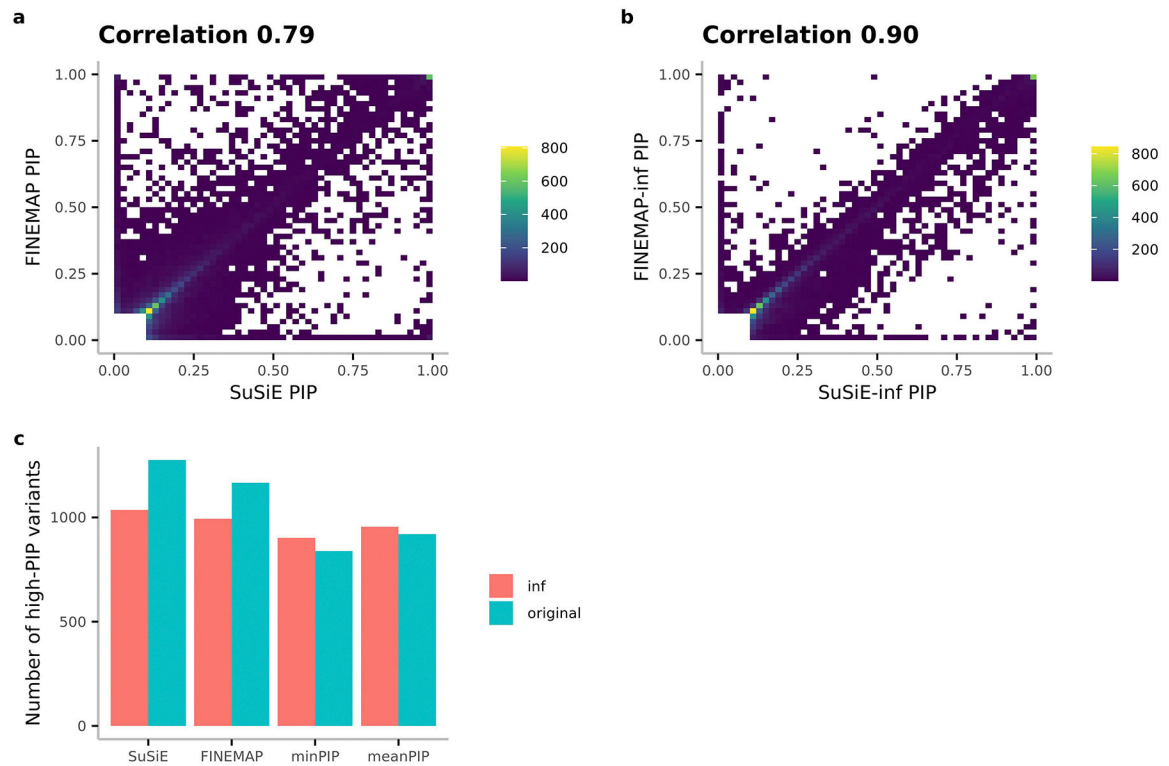 a
Correlation 0.79
FINEMAP PIP
1.00
0.75
0.50
0.25
0.00
0.00 0.25 0.50 0.75 1.00
SuSiE PIP
800
600
400
200
b
Correlation 0.90
FINEMAP-inf PIP
1.00
0.75
0.50
0.25
0.00
0.00 0.25 0.50 0.75 1.00
SuSiE-inf PIP
800
600
400
200
c
Number of high-PIP variants
1000
500
0
SuSiE FINEMAP minPIP meanPIP
inf
original